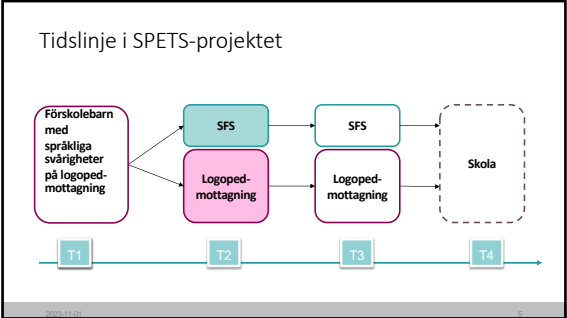 Tidslinje i SPETS-projektet
Förskolebarn
med
språkliga
svårigheter
på logoped-
mottagning
SFS
SFS
Logoped-
mottagning
Logoped-
mottagning
Skola
T1
T2
T3
T4
2023-11-01
5